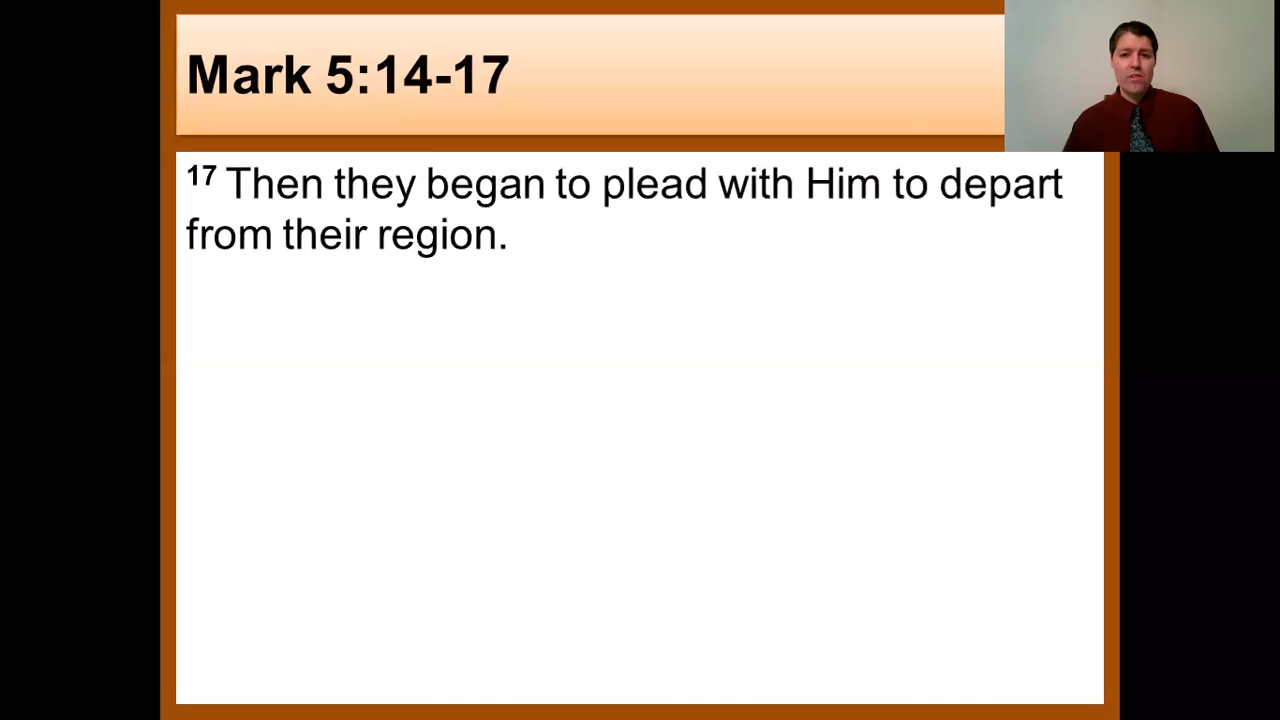 Mark 5:14-17
17 Then they began to plead with Him to depart
from their region.